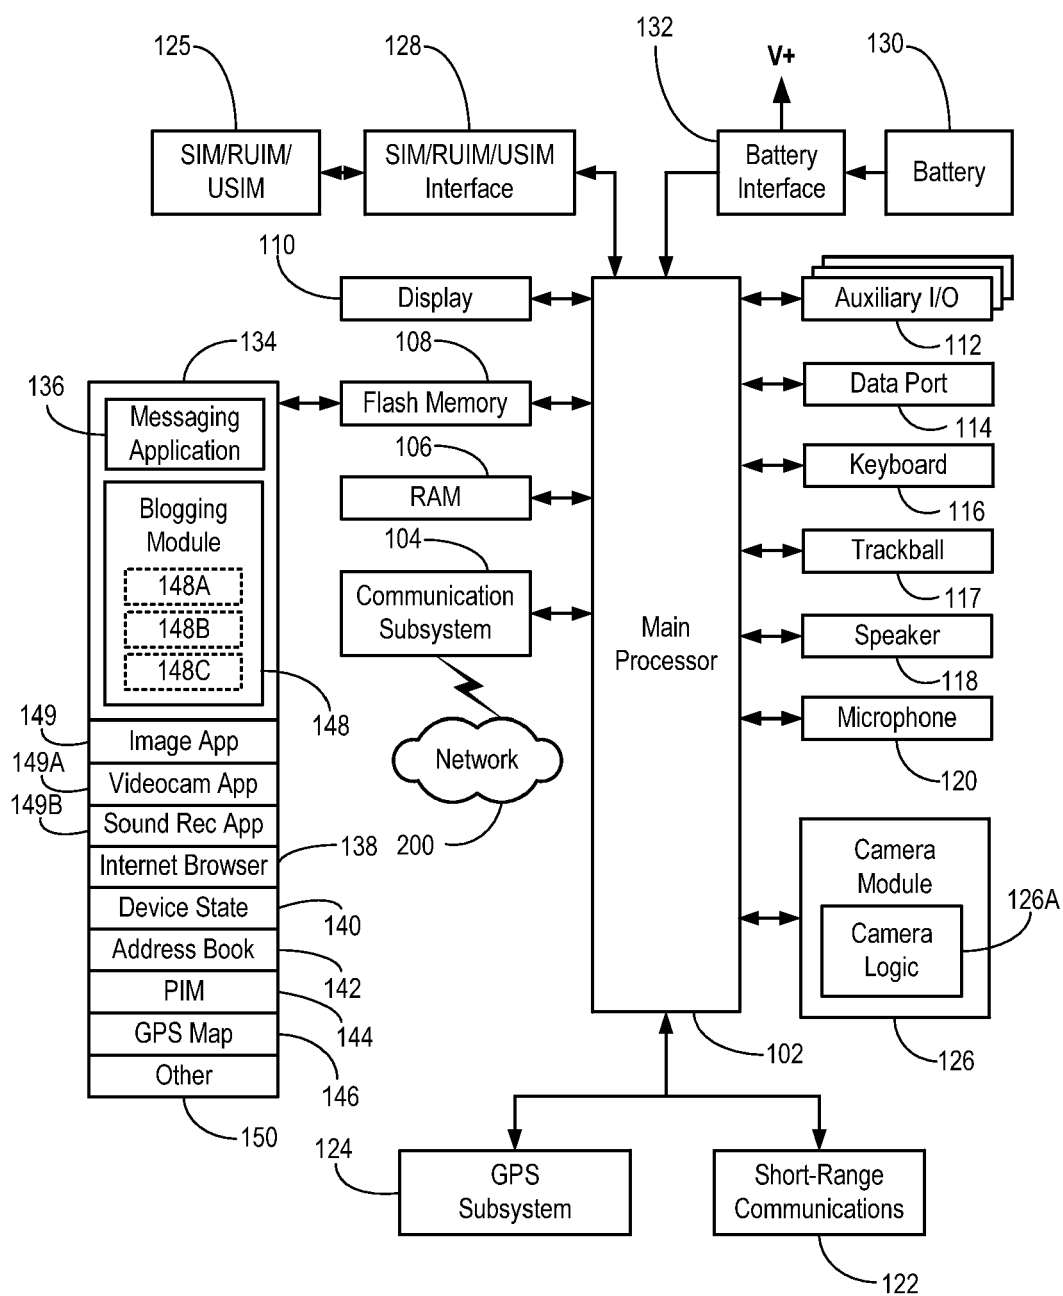 125
128
132
V+
130
SIM/RUIM/
USIM
SIM/RUIM/USIM
Interface
Battery
Interface
Battery
110
Display
Auxiliary I/O
112
134
108
136
Messaging
Application
Flash Memory
Data Port
114
106
RAM
Keyboard
116
Blogging
Module
148A
148B
148C
148
104
Communication
Subsystem
Main
Processor
Trackball
117
Speaker
118
Microphone
120
Network
200
149
Image App
149A
Videocam App
149B
Sound Rec App
Internet Browser
138
Device State
140
Address Book
142
PIM
144
GPS Map
146
Other
150
Camera
Module
126A
Camera
Logic
126
102
124
GPS
Subsystem
Short-Range
Communications
122